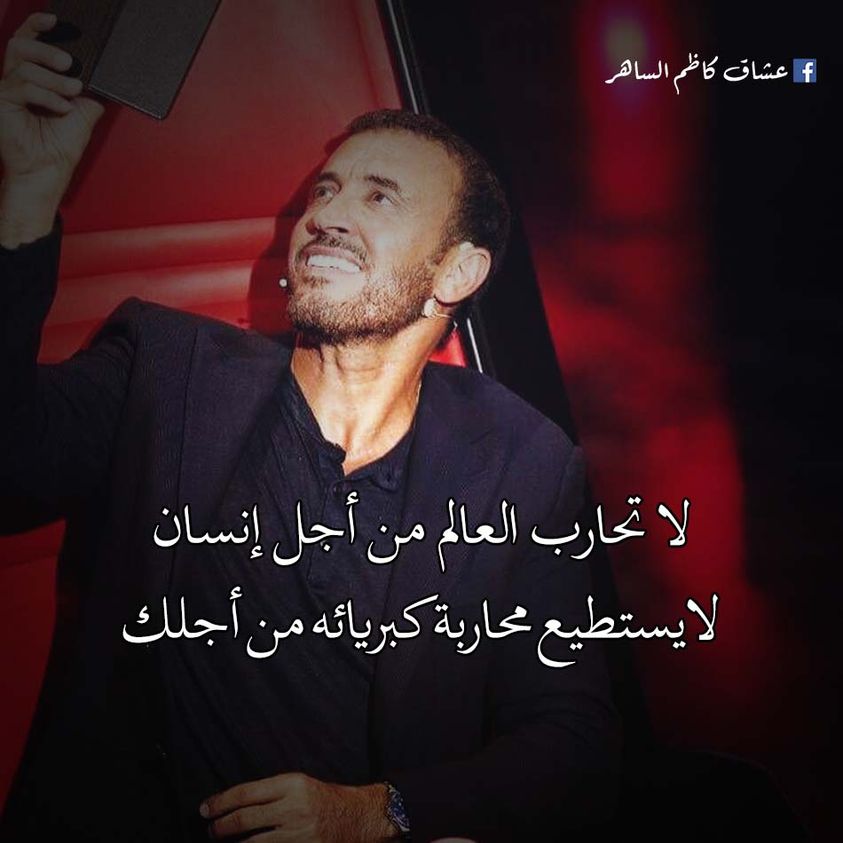 عشاق كاظم الساهر
لا تحارب العالم من أجل إنسان
لايستطيع محاربة كبريائه من أجلك